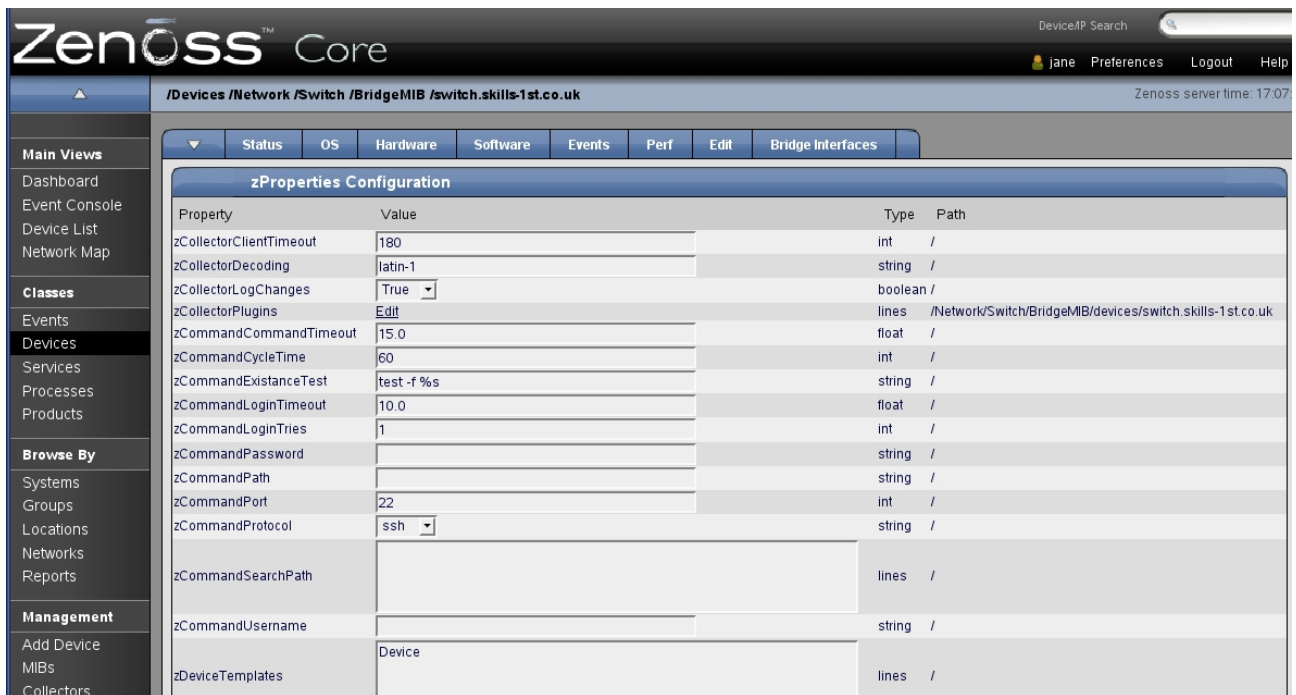 Zenoss™ Core
Device/IP Search
jane Preferences Logout Help
/Devices /Network /Switch /BridgeMIB /switch.skills-1st.co.uk
Zenoss server time: 17:07:
Main Views
Dashboard
Event Console
Device List
Network Map
Classes
Events
Devices
Services
Processes
Products
Browse By
Systems
Groups
Locations
Networks
Reports
Management
Add Device
MIBs
Collectors
Status OS Hardware Software Events Perf Edit Bridge Interfaces
zProperties Configuration
Property Value Type Path
zCollectorClientTimeout 180 int /
zCollectorDecoding latin-1 string /
zCollectorLogChanges True boolean /
zCollectorPlugins Edit lines /Network/Switch/BridgeMIB/devices/switch.skills-1st.co.uk
zCommandCommandTimeout 15.0 float /
zCommandCycleTime 60 int /
zCommandExistanceTest test -f %s string /
zCommandLoginTimeout 10.0 float /
zCommandLoginTries 1 int /
zCommandPassword string /
zCommandPath string /
zCommandPort 22 int /
zCommandProtocol ssh string /
zCommandSearchPath lines /
zCommandUsername string /
zDeviceTemplates Device lines /